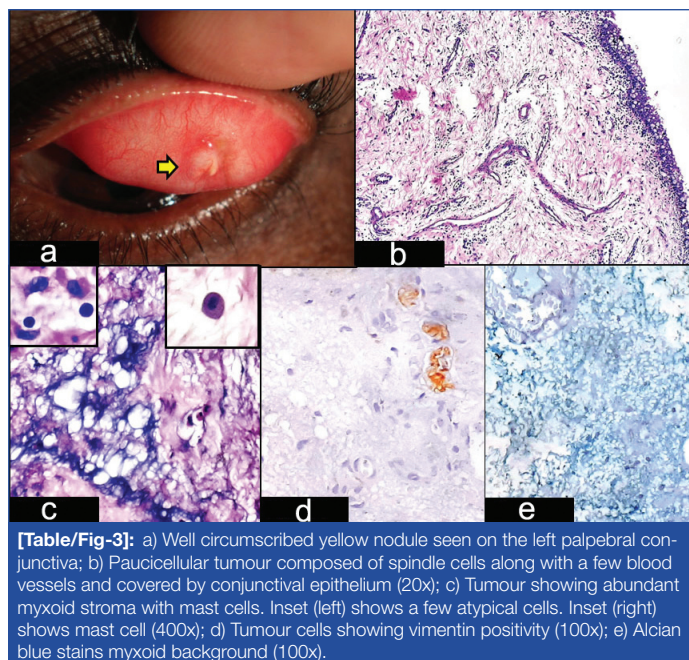 a
b
c
d
e
[Table/Fig-3]: a) Well circumscribed yellow nodule seen on the left palpebral con-
junctiva; b) Paucicellular tumour composed of spindle cells along with a few blood
vessels and covered by conjunctival epithelium (20x); c) Tumour showing abundant
myxoid stroma with mast cells. Inset (left) shows a few atypical cells. Inset (right)
shows mast cell (400x); d) Tumour cells showing vimentin positivity (100x); e) Alcian
blue stains myxoid background (100x).